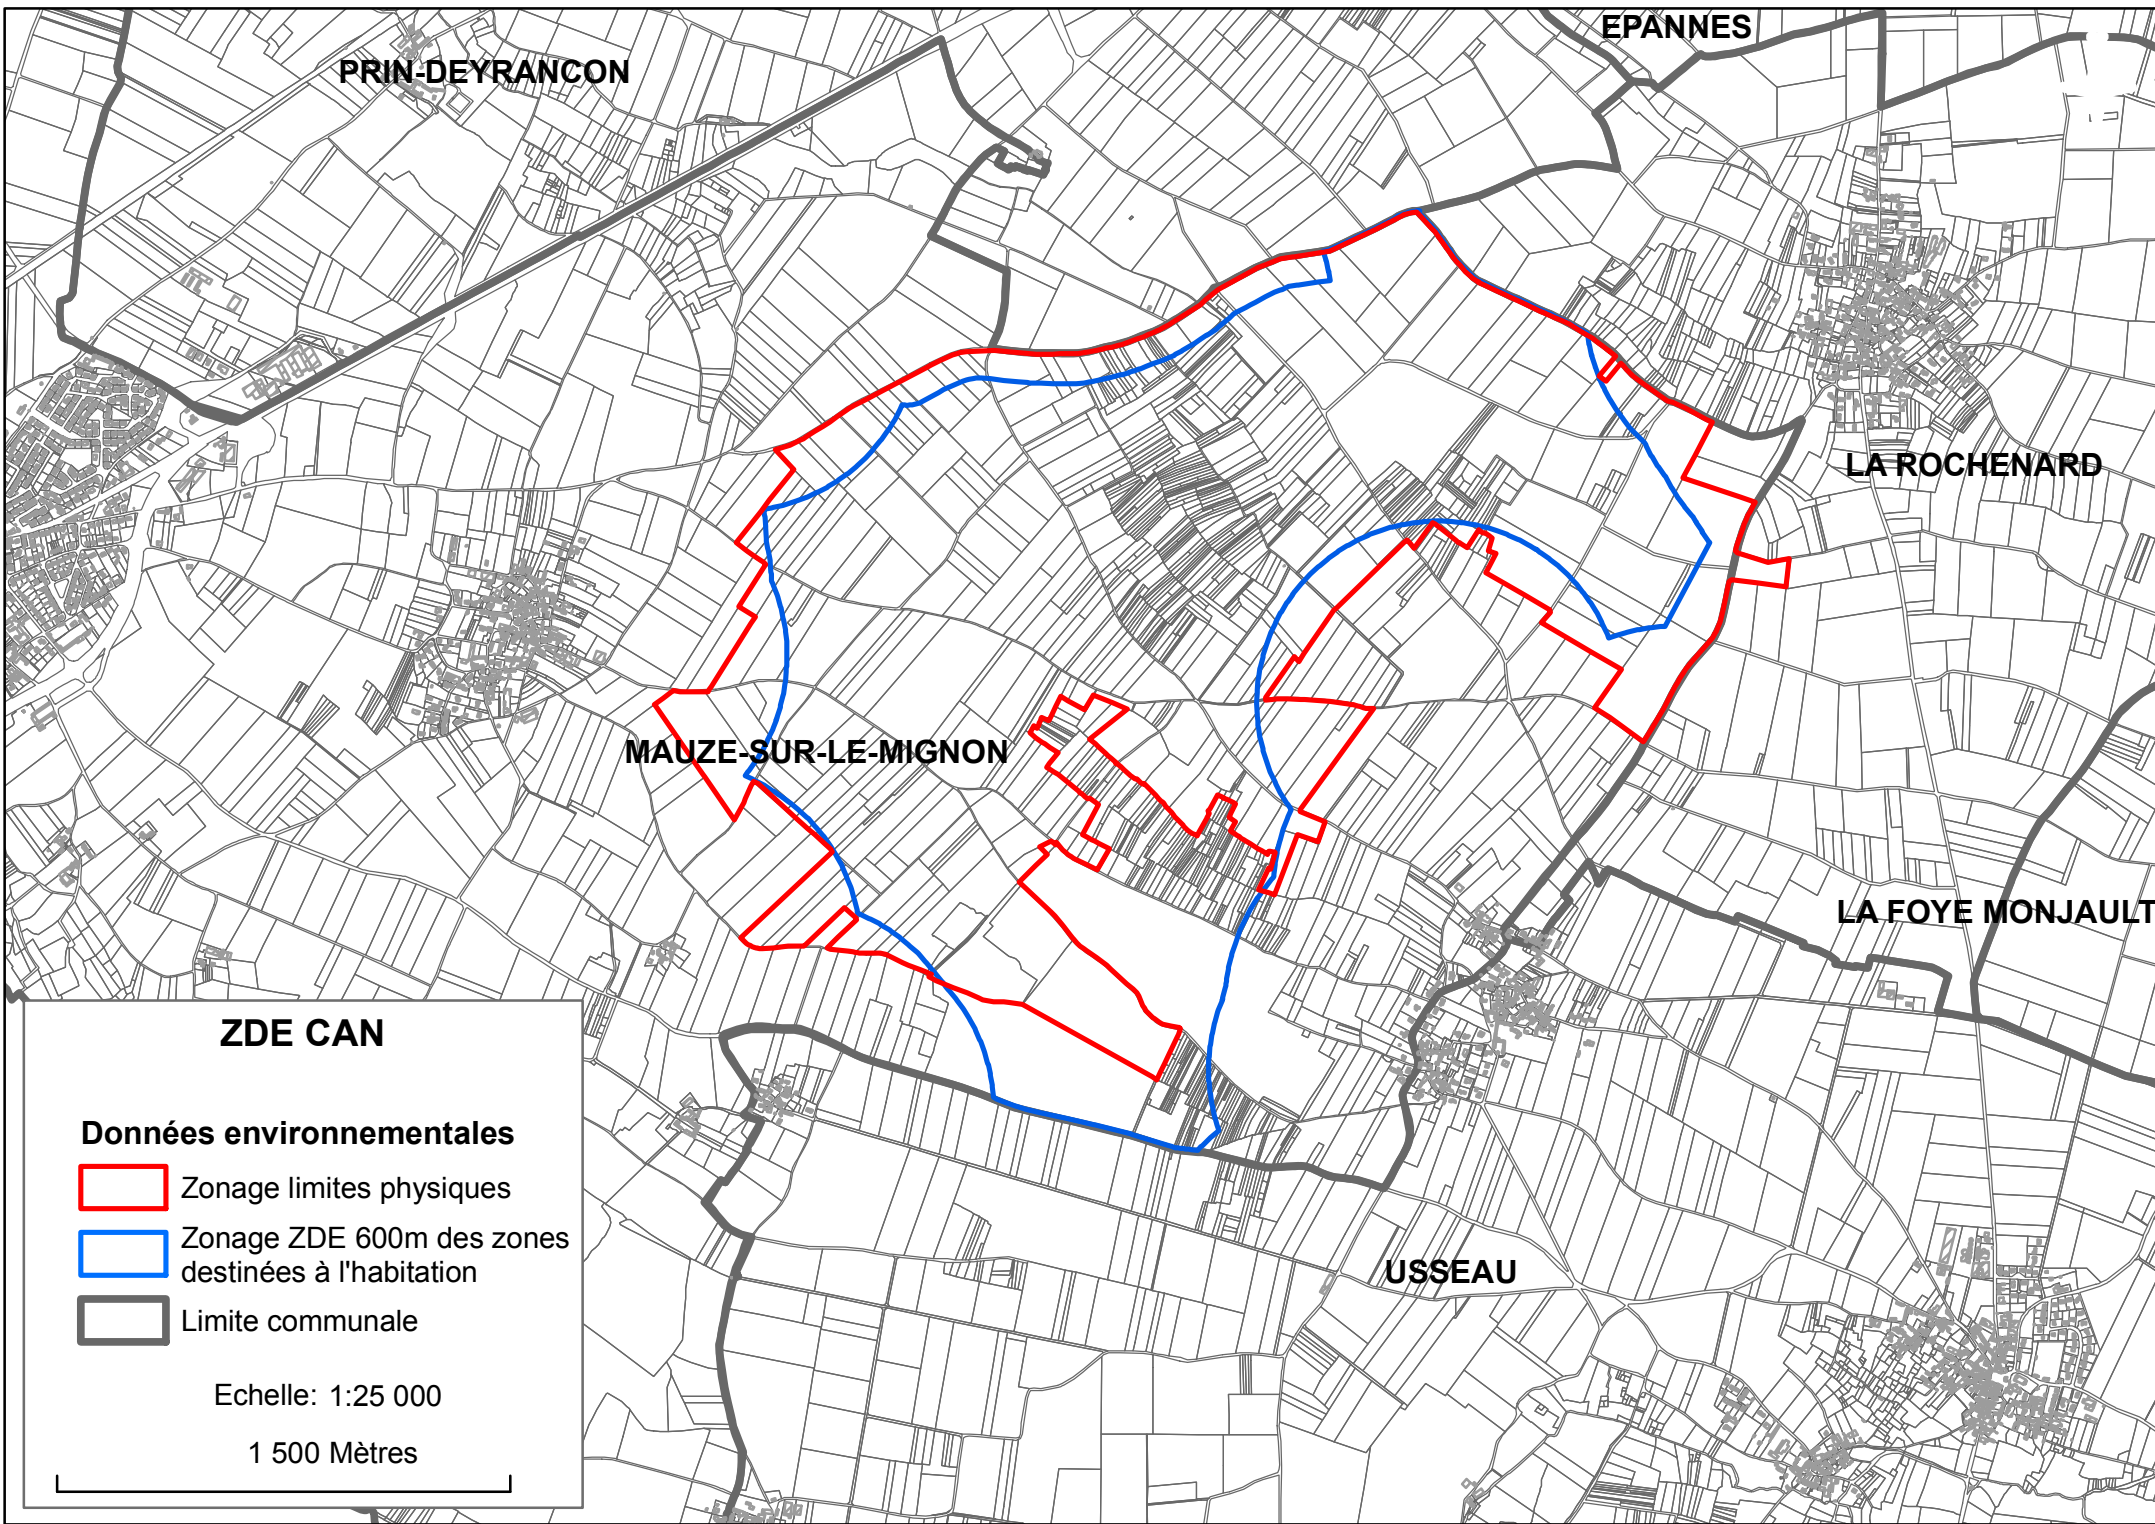 EPANNES
PRIN-DEYRANCON
LA ROCHENARD
MAUZE-SUR-LE-MIGNON
LA FOYE MONJAULT
USSEAU
ZDE CAN
Données environnementales
Zonage limites physiques
Zonage ZDE 600m des zones
destinées à l'habitation
Limite communale
Echelle: 1:25 000
1 500 Mètres